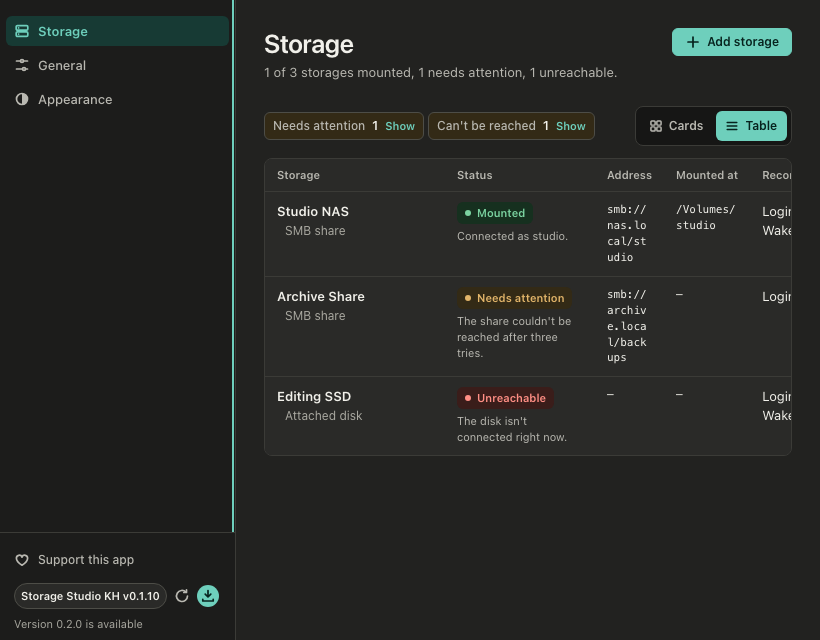 Storage
General
Appearance
Support this app
Storage Studio KH v0.1.10
Version 0.2.0 is available
Storage
Add storage
1 of 3 storages mounted, 1 needs attention, 1 unreachable.
Needs attention 1 Show
Can't be reached 1 Show
Cards
Table
Storage Status Address Mounted at Recon
Studio NAS
SMB share
Mounted
Connected as studio.
smb://
nas.lo
cal/st
udio
/Volumes/
studio
Login
Wake
Archive Share
SMB share
Needs attention
The share couldn't be
reached after three
tries.
smb://
archiv
e.loca
l/back
ups
–
Login
Editing SSD
Attached disk
Unreachable
The disk isn't
connected right now.
–
–
Login
Wake